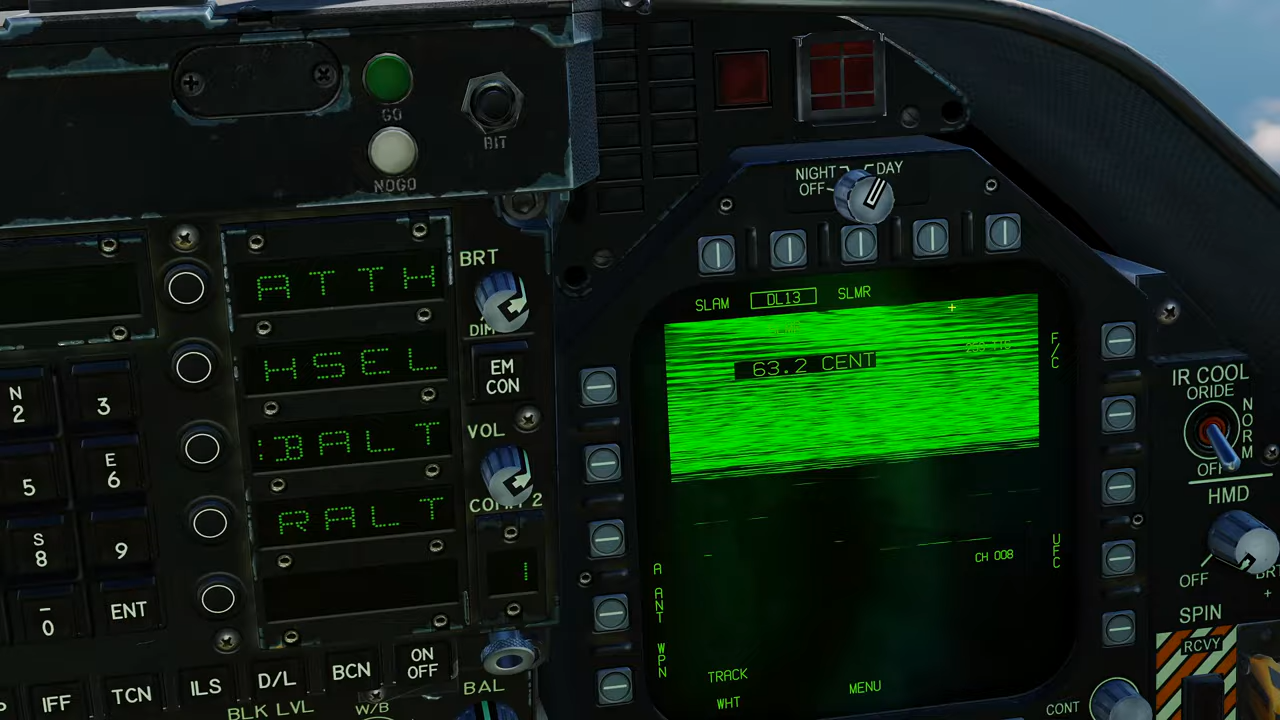 GO
BIT
NOGO
NIGHT
DAY
OFF
SLAM
DL13
SLMR
ATTH
HSEL
:BALT
RALT
BRT
DIM
EM
CON
VOL
COMM 2
1
63.2 CENT
F/C
CH 008
UFC
A
ANT
WPN
TRACK
WHT
MENU
IR COOL
ORIDE
NORM
OFF
HMD
OFF
BRT
+
SPIN
RCVY
CONT
N
2
3
5
E
6
S
8
9
–
0
ENT
IFF
TCN
ILS
D/L
BCN
ON
OFF
BLK LVL
W/B
BAL